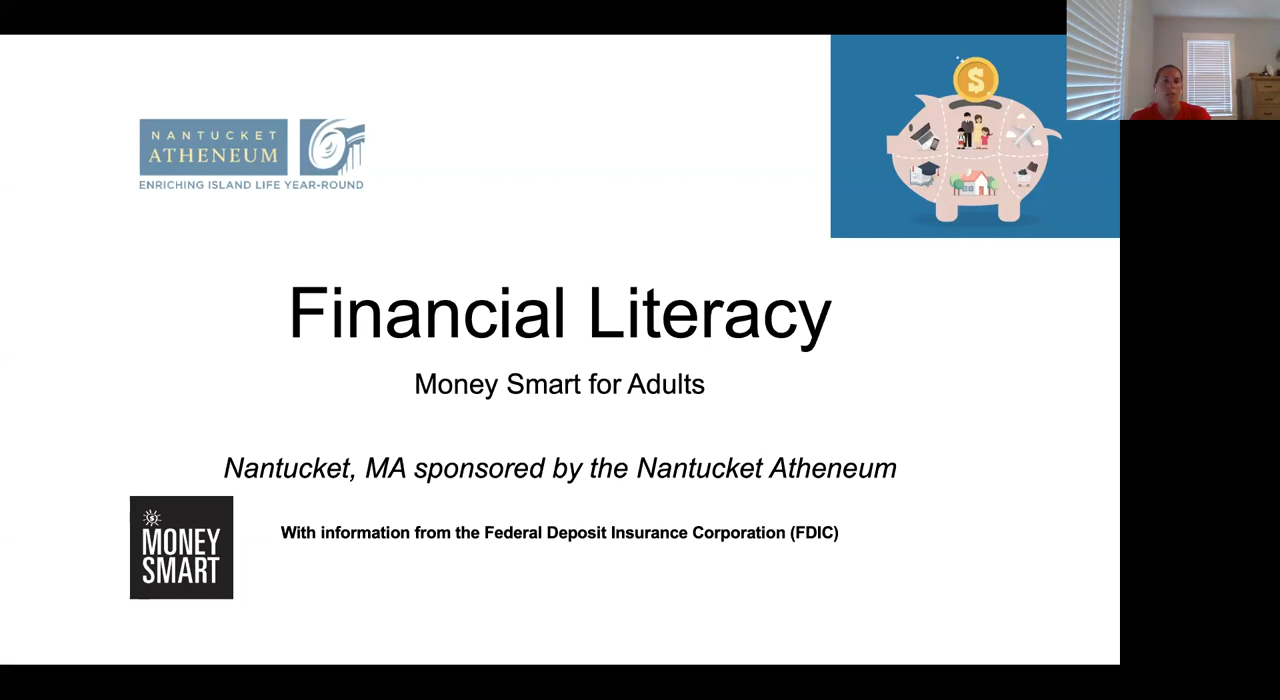 NANTUCKET
ATHENEUM
ENRICHING ISLAND LIFE YEAR-ROUND
$
Financial Literacy
Money Smart for Adults
Nantucket, MA sponsored by the Nantucket Atheneum
With information from the Federal Deposit Insurance Corporation (FDIC)
$
MONEY
SMART